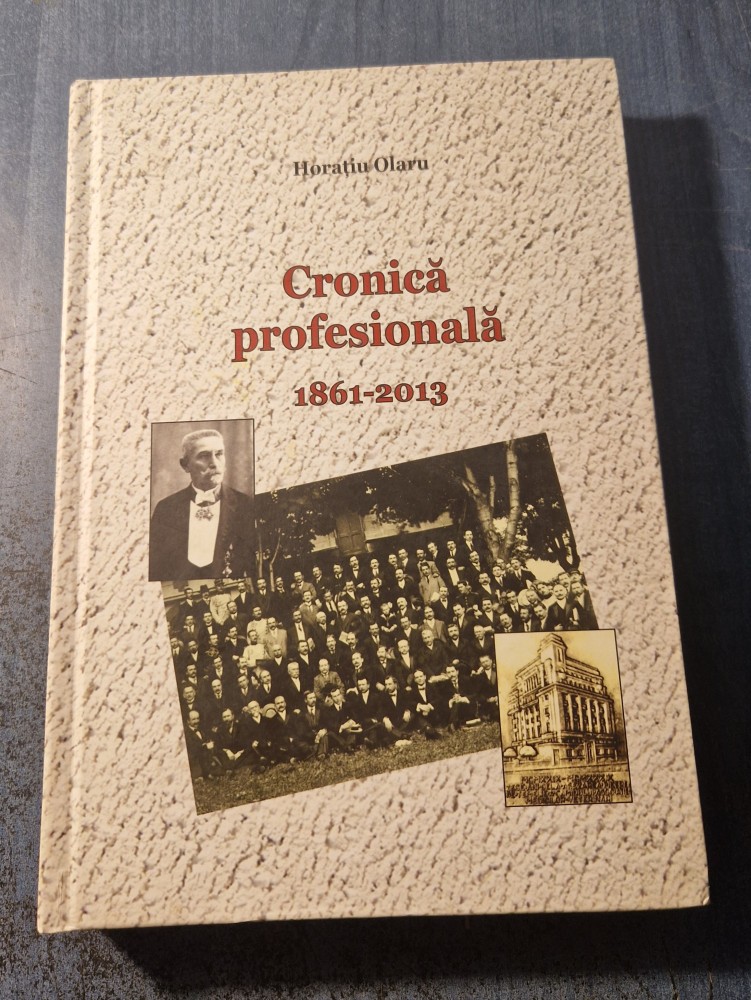 Horațiu Olaru
Cronică
profesională
1861-2013